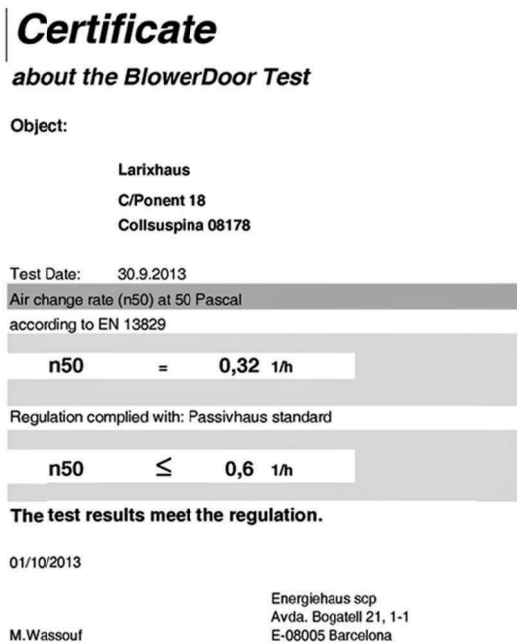 Certificate
about the BlowerDoor Test
Object:
Larixhaus
C/Ponent 18
Collsuspina 08178
Test Date: 30.9.2013
Air change rate (n50) at 50 Pascal
according to EN 13829
n50 = 0,32 1/h
Regulation complied with: Passivhaus standard
n50 ≤ 0,6 1/h
The test results meet the regulation.
01/10/2013
Energiehaus scp
Avda. Bogatell 21, 1-1
M.Wassouf E-08005 Barcelona